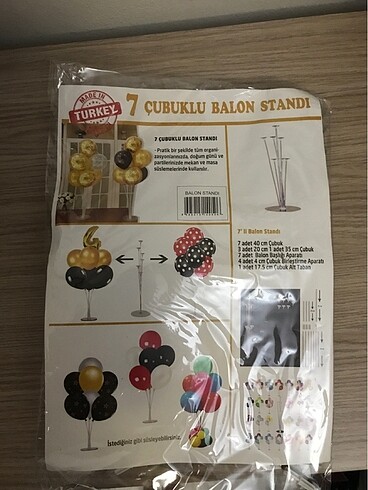 MADE IN
TURKEY
7 ÇUBUKLU BALON STANDI
7 ÇUBUKLU BALON STANDI
- Pratik bir şekilde tüm organi-
zasyonlarınızda, doğum günü ve
partilerinizde mekan ve masa
süslemelerinde kullanılır.
BALON STANDI
7' li Balon Standı
7 adet 40 cm Çubuk
3 adet 20 cm 1 adet 35 cm Çubuk
7 adet Balon Başlığı Aparatı
4 adet 4 cm Çubuk Birleştirme Aparatı
1 adet 17.5 cm Çubuk Alt Taban
İstediğiniz gibi süsleyebilirsiniz.